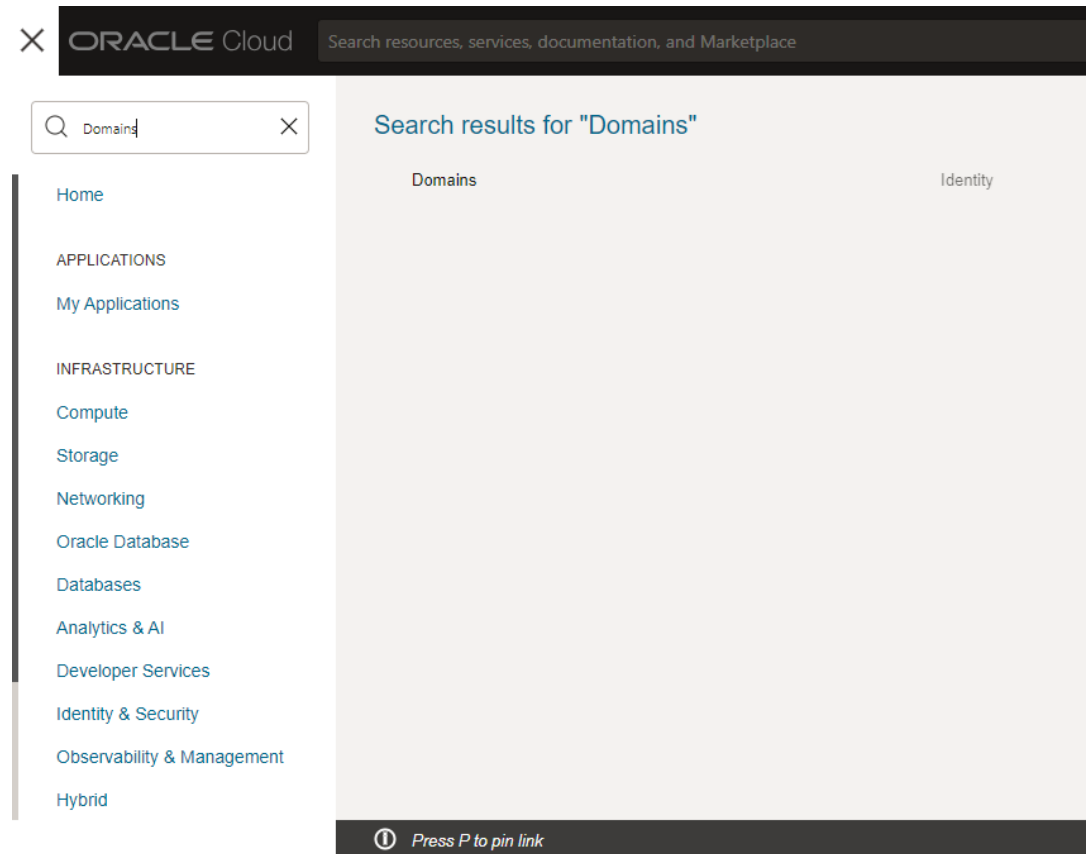 ORACLE Cloud
Search resources, services, documentation, and Marketplace
Domains
Search results for "Domains"
Domains Identity
Home
APPLICATIONS
My Applications
INFRASTRUCTURE
Compute
Storage
Networking
Oracle Database
Databases
Analytics & AI
Developer Services
Identity & Security
Observability & Management
Hybrid
Press P to pin link